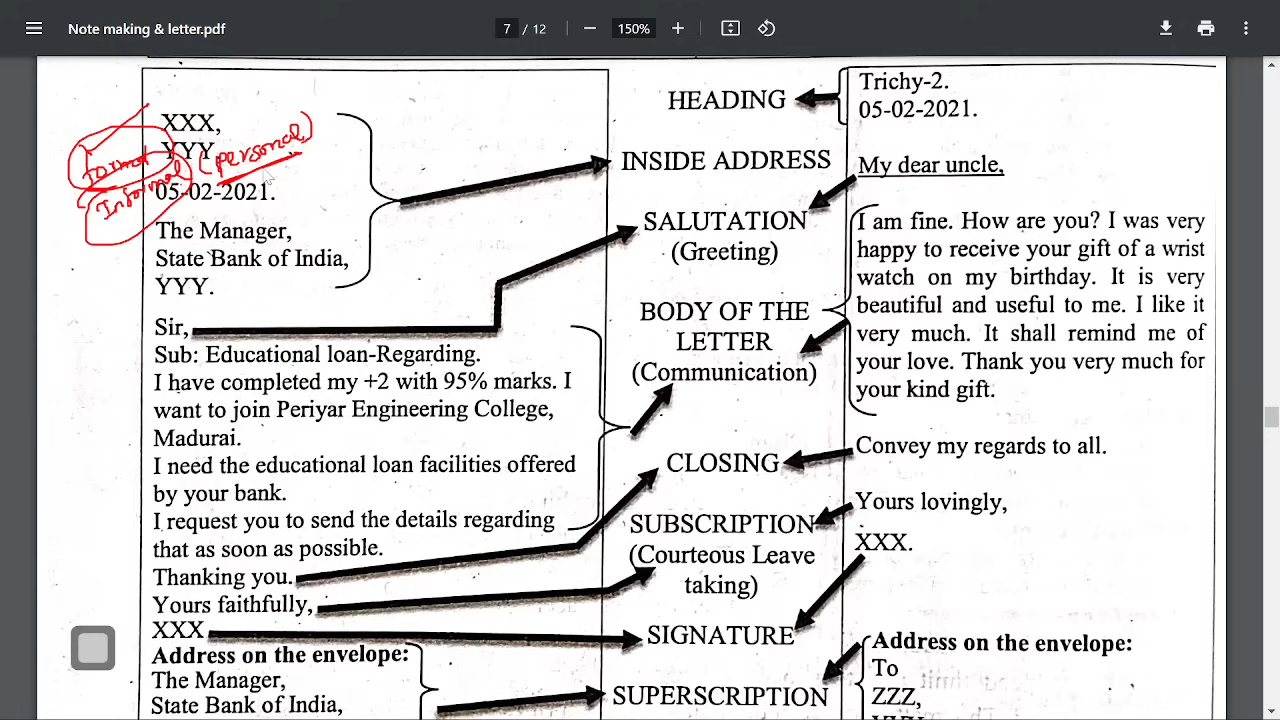 Note making & letter.pdf
7 / 12
150%
XXX,
YYY
05-02-2021.
The Manager,
State Bank of India,
YYY.
Sir,
Sub: Educational loan-Regarding.
I have completed my +2 with 95% marks. I
want to join Periyar Engineering College,
Madurai.
I need the educational loan facilities offered
by your bank.
I request you to send the details regarding
that as soon as possible.
Thanking you.
Yours faithfully,
XXX
Address on the envelope:
The Manager,
State Bank of India,
formal
Informal
(personal)
HEADING
INSIDE ADDRESS
SALUTATION
(Greeting)
BODY OF THE
LETTER
(Communication)
CLOSING
SUBSCRIPTION
(Courteous Leave
taking)
SIGNATURE
SUPERSCRIPTION
Trichy-2.
05-02-2021.
My dear uncle,
I am fine. How are you? I was very
happy to receive your gift of a wrist
watch on my birthday. It is very
beautiful and useful to me. I like it
very much. It shall remind me of
your love. Thank you very much for
your kind gift.
Convey my regards to all.
Yours lovingly,
XXX.
Address on the envelope:
To
ZZZ,